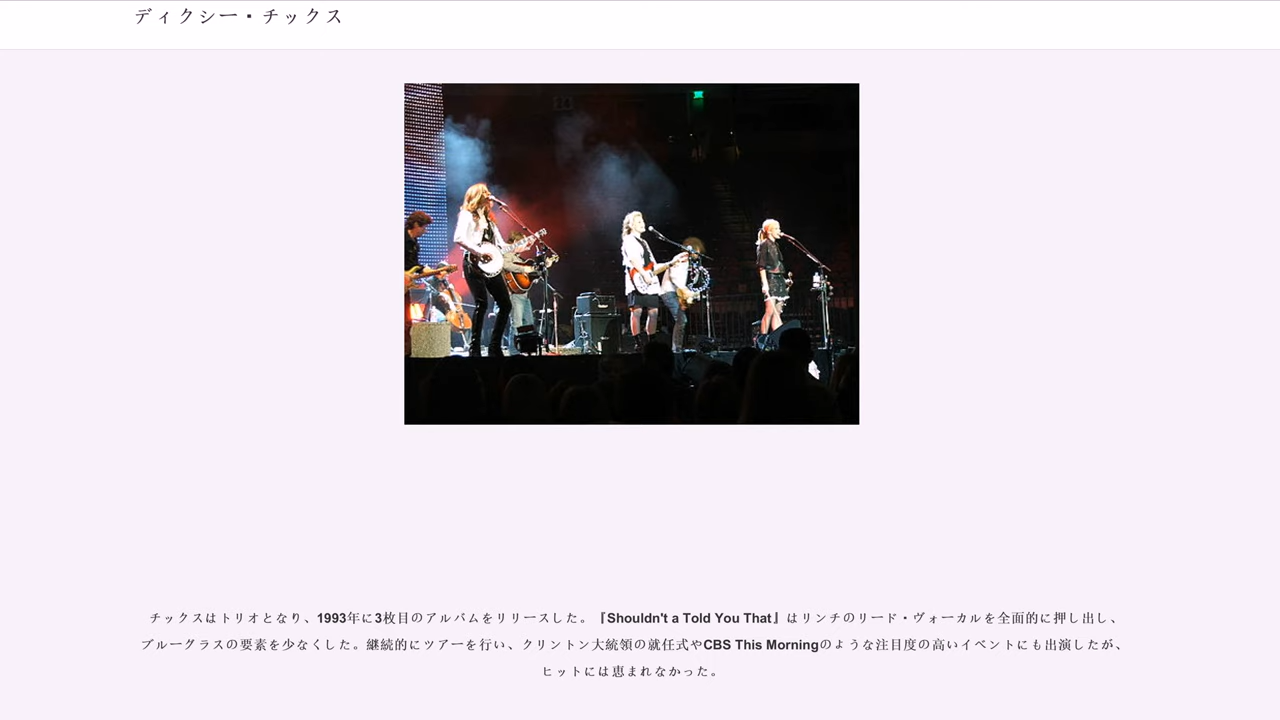 ディクシー・チックス
チックスはトリオとなり、1993年に3枚目のアルバムをリリースした。『Shouldn't a Told You That』はリンチのリード・ヴォーカルを全面的に押し出し、
ブルーグラスの要素を少なくした。継続的にツアーを行い、クリントン大統領の就任式やCBS This Morningのような注目度の高いイベントにも出演したが、
ヒットには恵まれなかった。